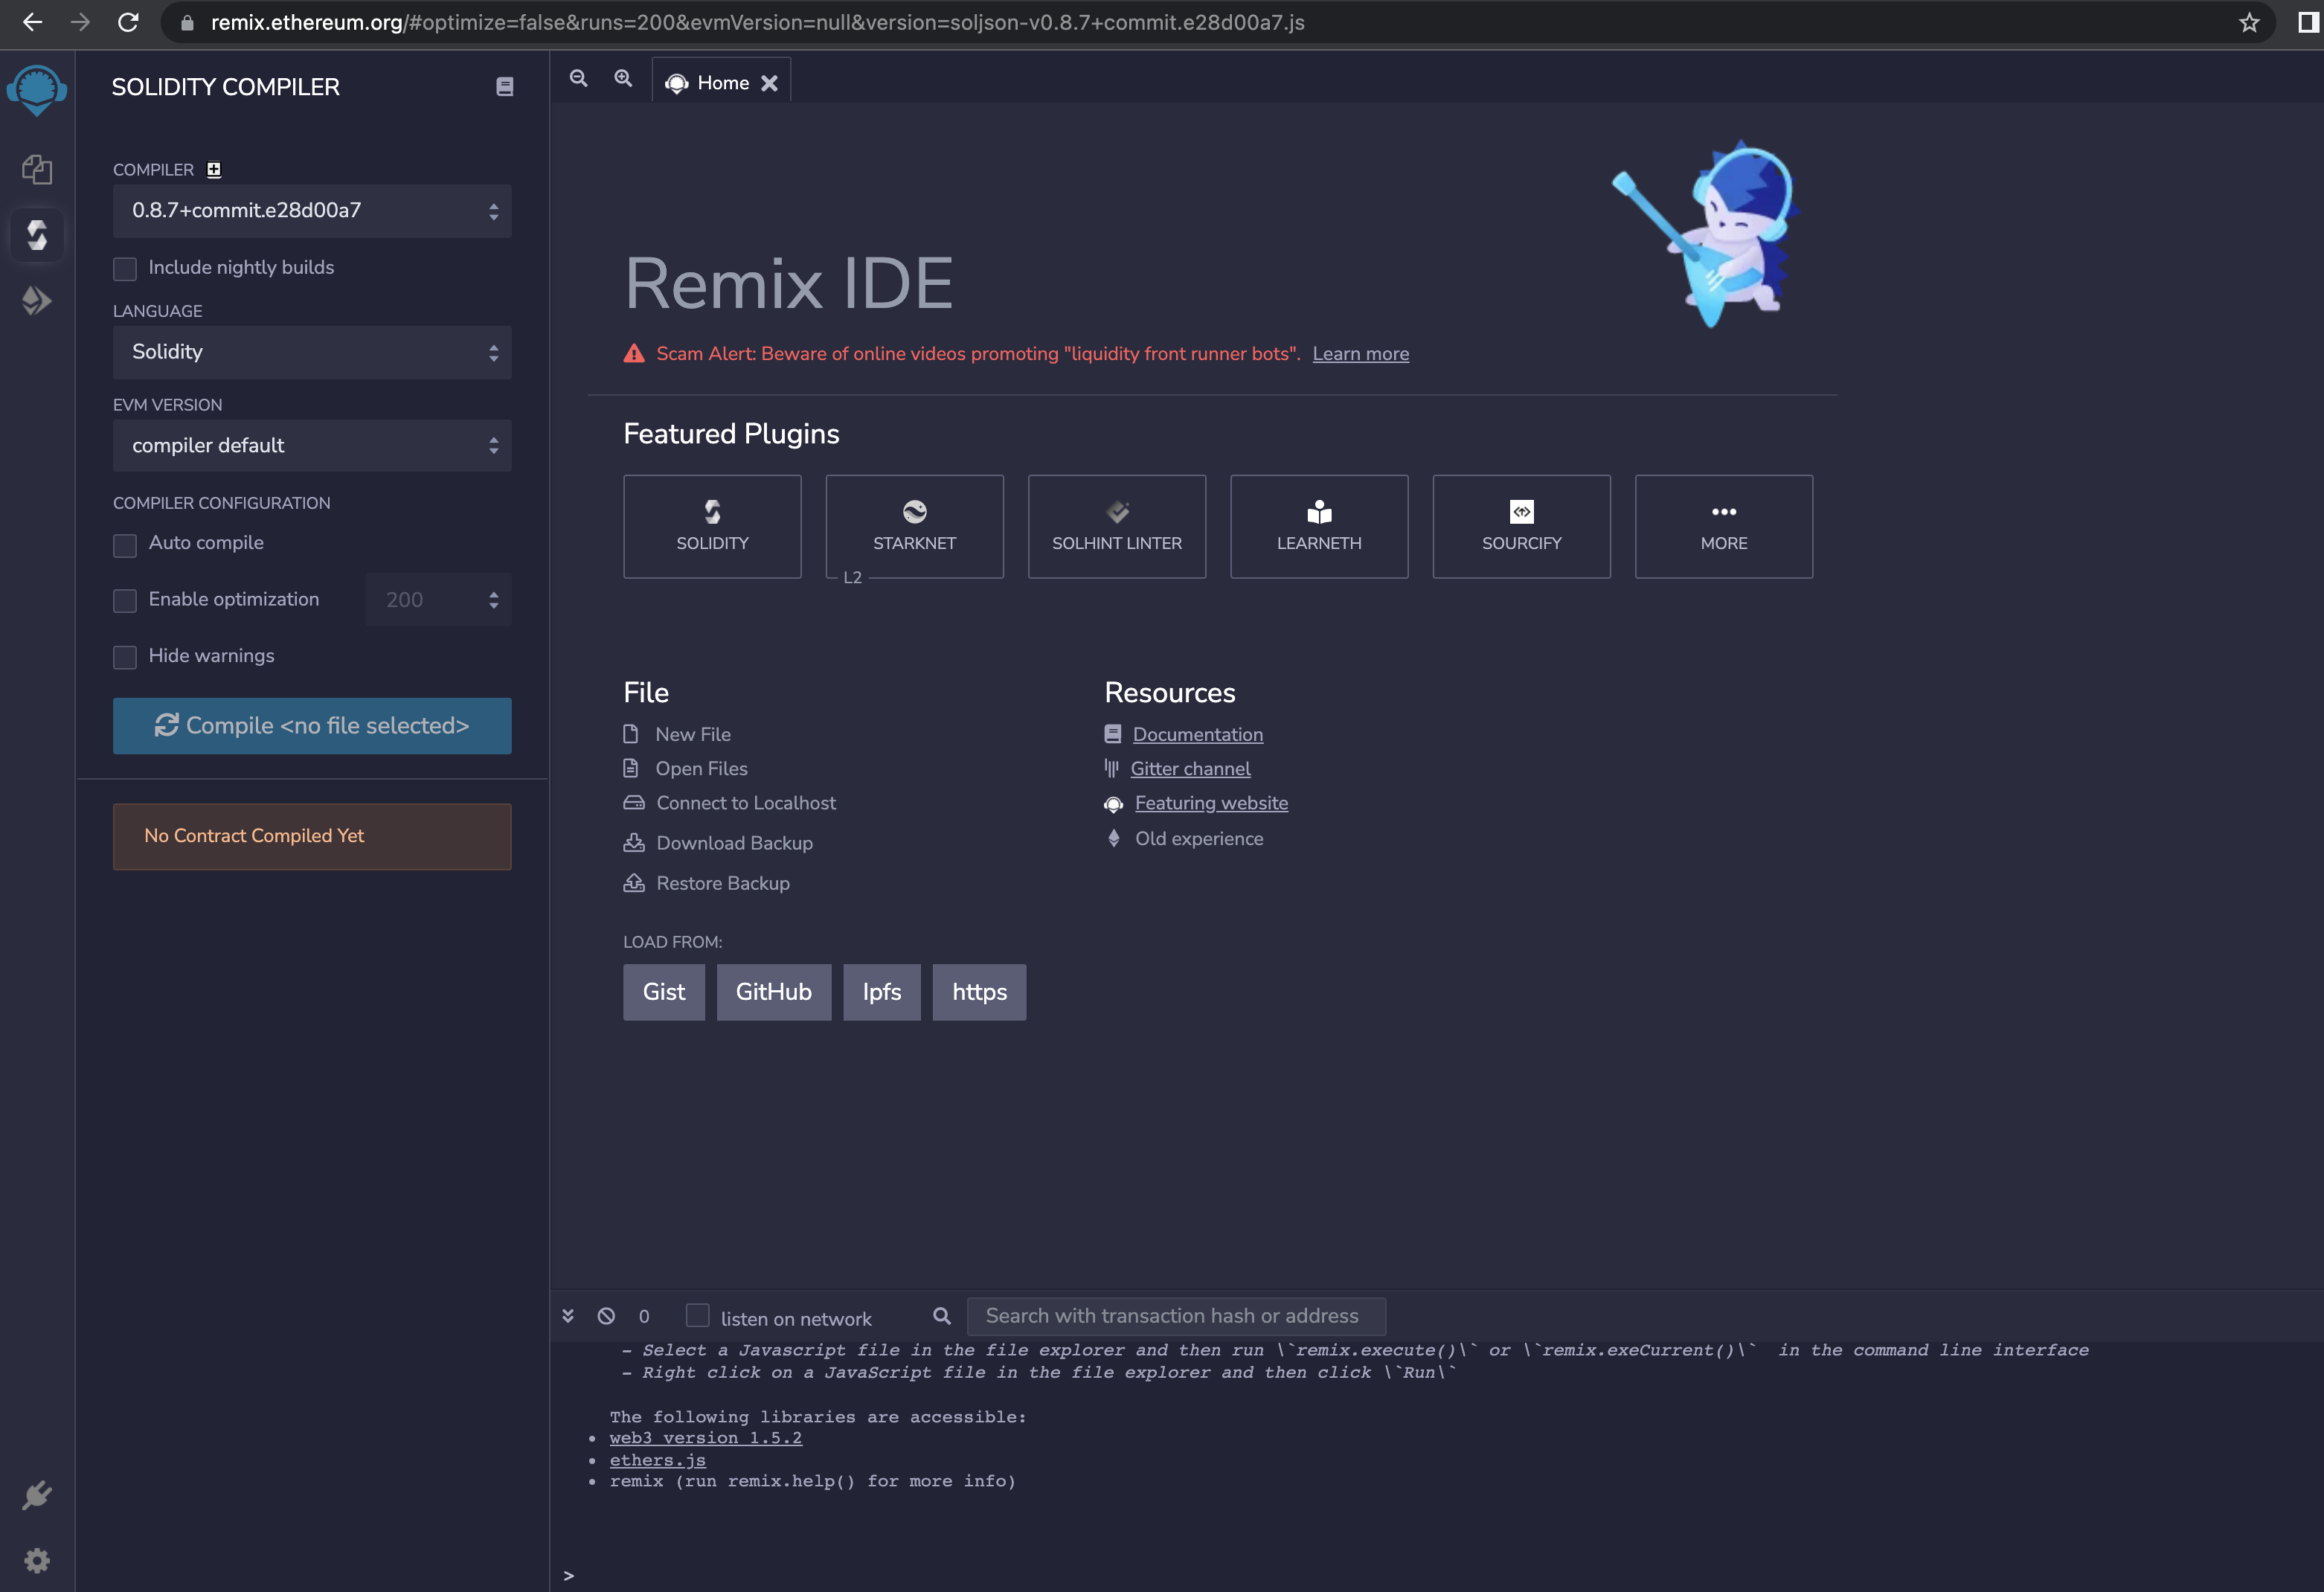 remix.ethereum.org/#optimize=false&runs=200&evmVersion=null&version=soljson-v0.8.7+commit.e28d00a7.js
SOLIDITY COMPILER
COMPILER
0.8.7+commit.e28d00a7
Include nightly builds
LANGUAGE
Solidity
EVM VERSION
compiler default
COMPILER CONFIGURATION
Auto compile
Enable optimization 200
Hide warnings
Compile <no file selected>
No Contract Compiled Yet
Home
Remix IDE
Scam Alert: Beware of online videos promoting "liquidity front runner bots". Learn more
Featured Plugins
SOLIDITY
STARKNET
L2
SOLHINT LINTER
LEARNETH
SOURCIFY
MORE
File
New File
Open Files
Connect to Localhost
Download Backup
Restore Backup
LOAD FROM:
Gist GitHub Ipfs https
Resources
Documentation
Gitter channel
Featuring website
Old experience
0 listen on network Search with transaction hash or address
- Select a Javascript file in the file explorer and then run \`remix.execute()\` or \`remix.exeCurrent()\` in the command line interface
- Right click on a JavaScript file in the file explorer and then click \`Run\`
The following libraries are accessible:
• web3 version 1.5.2
• ethers.js
• remix (run remix.help() for more info)
>